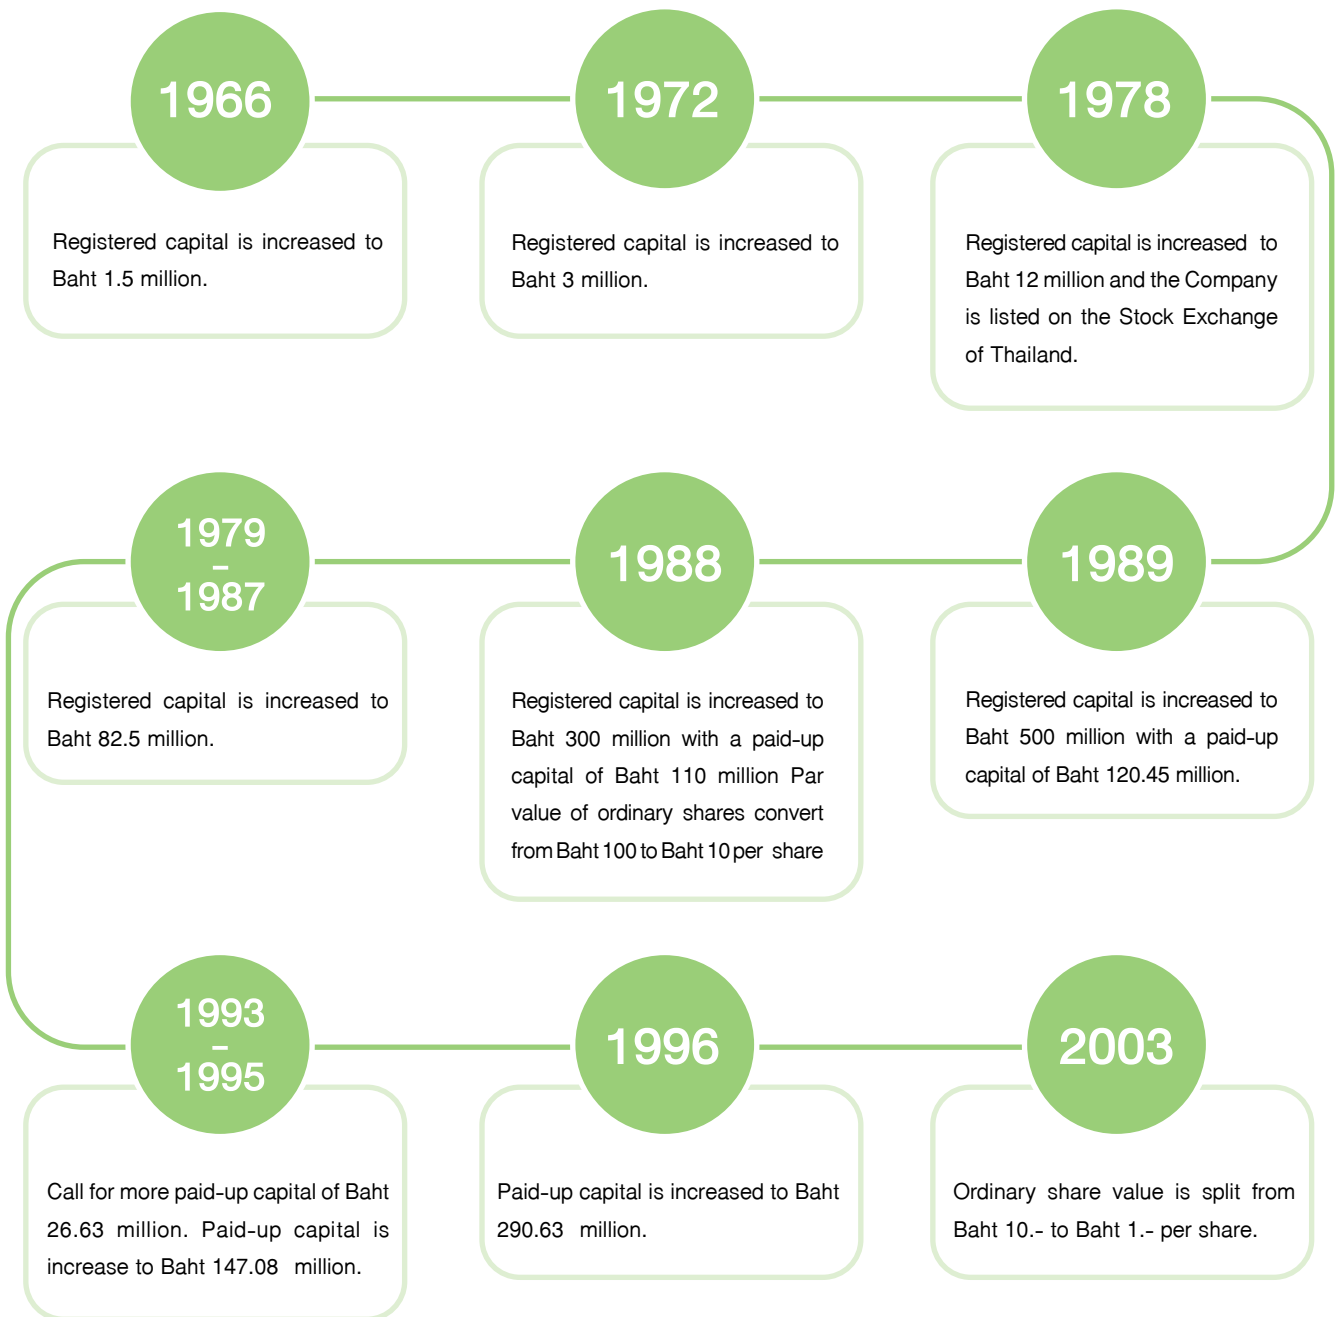 1966
Registered capital is increased to
Baht 1.5 million.
1972
Registered capital is increased to
Baht 3 million.
1978
Registered capital is increased to
Baht 12 million and the Company
is listed on the Stock Exchange
of Thailand.
1979
–
1987
Registered capital is increased to
Baht 82.5 million.
1988
Registered capital is increased to
Baht 300 million with a paid-up
capital of Baht 110 million Par
value of ordinary shares convert
from Baht 100 to Baht 10 per share
1989
Registered capital is increased to
Baht 500 million with a paid-up
capital of Baht 120.45 million.
1993
–
1995
Call for more paid-up capital of Baht
26.63 million. Paid-up capital is
increase to Baht 147.08 million.
1996
Paid-up capital is increased to Baht
290.63 million.
2003
Ordinary share value is split from
Baht 10.- to Baht 1.- per share.